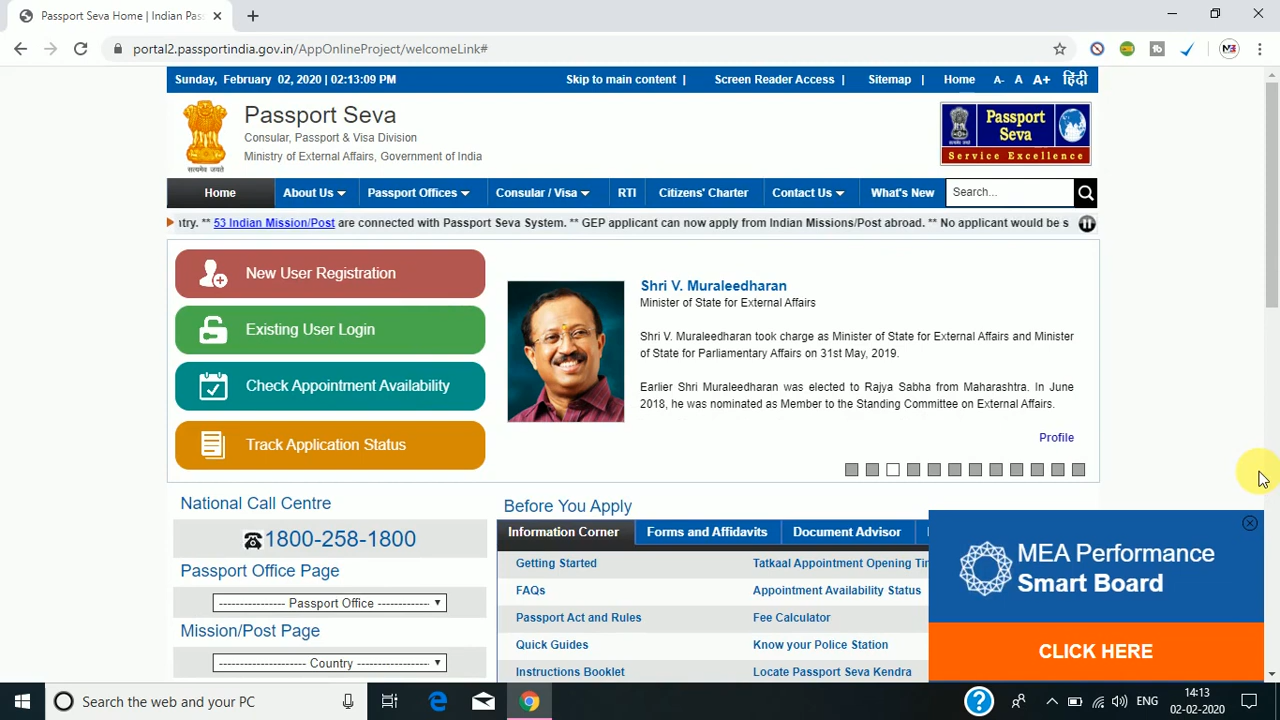 Passport Seva Home | Indian Pas
portal2.passportindia.gov.in/AppOnlineProject/welcomeLink#
Sunday, February 02, 2020 | 02:13:09 PM
Skip to main content |
Screen Reader Access |
Sitemap |
Home
A-
A
A+
हिंदी
Passport Seva
Consular, Passport & Visa Division
Ministry of External Affairs, Government of India
सत्यमेव जयते
Passport
Seva
Service Excellence
Home
About Us
Passport Offices
Consular / Visa
RTI
Citizens' Charter
Contact Us
What's New
Search...
ntry. ** 53 Indian Mission/Post are connected with Passport Seva System. ** GEP applicant can now apply from Indian Missions/Post abroad. ** No applicant would be s
New User Registration
Existing User Login
Check Appointment Availability
Track Application Status
Shri V. Muraleedharan
Minister of State for External Affairs
Shri V. Muraleedharan took charge as Minister of State for External Affairs and Minister
of State for Parliamentary Affairs on 31st May, 2019.
Earlier Shri Muraleedharan was elected to Rajya Sabha from Maharashtra. In June
2018, he was nominated as Member to the Standing Committee on External Affairs.
Profile
National Call Centre
1800-258-1800
Passport Office Page
---------------- Passport Office ------------
Mission/Post Page
-------------------- Country ----------------
Before You Apply
Information Corner
Forms and Affidavits
Document Advisor
Getting Started
Tatkaal Appointment Opening Tir
FAQs
Appointment Availability Status
Passport Act and Rules
Fee Calculator
Quick Guides
Know your Police Station
Instructions Booklet
Locate Passport Seva Kendra
MEA Performance
Smart Board
CLICK HERE
Search the web and your PC
ENG
14:13
02-02-2020